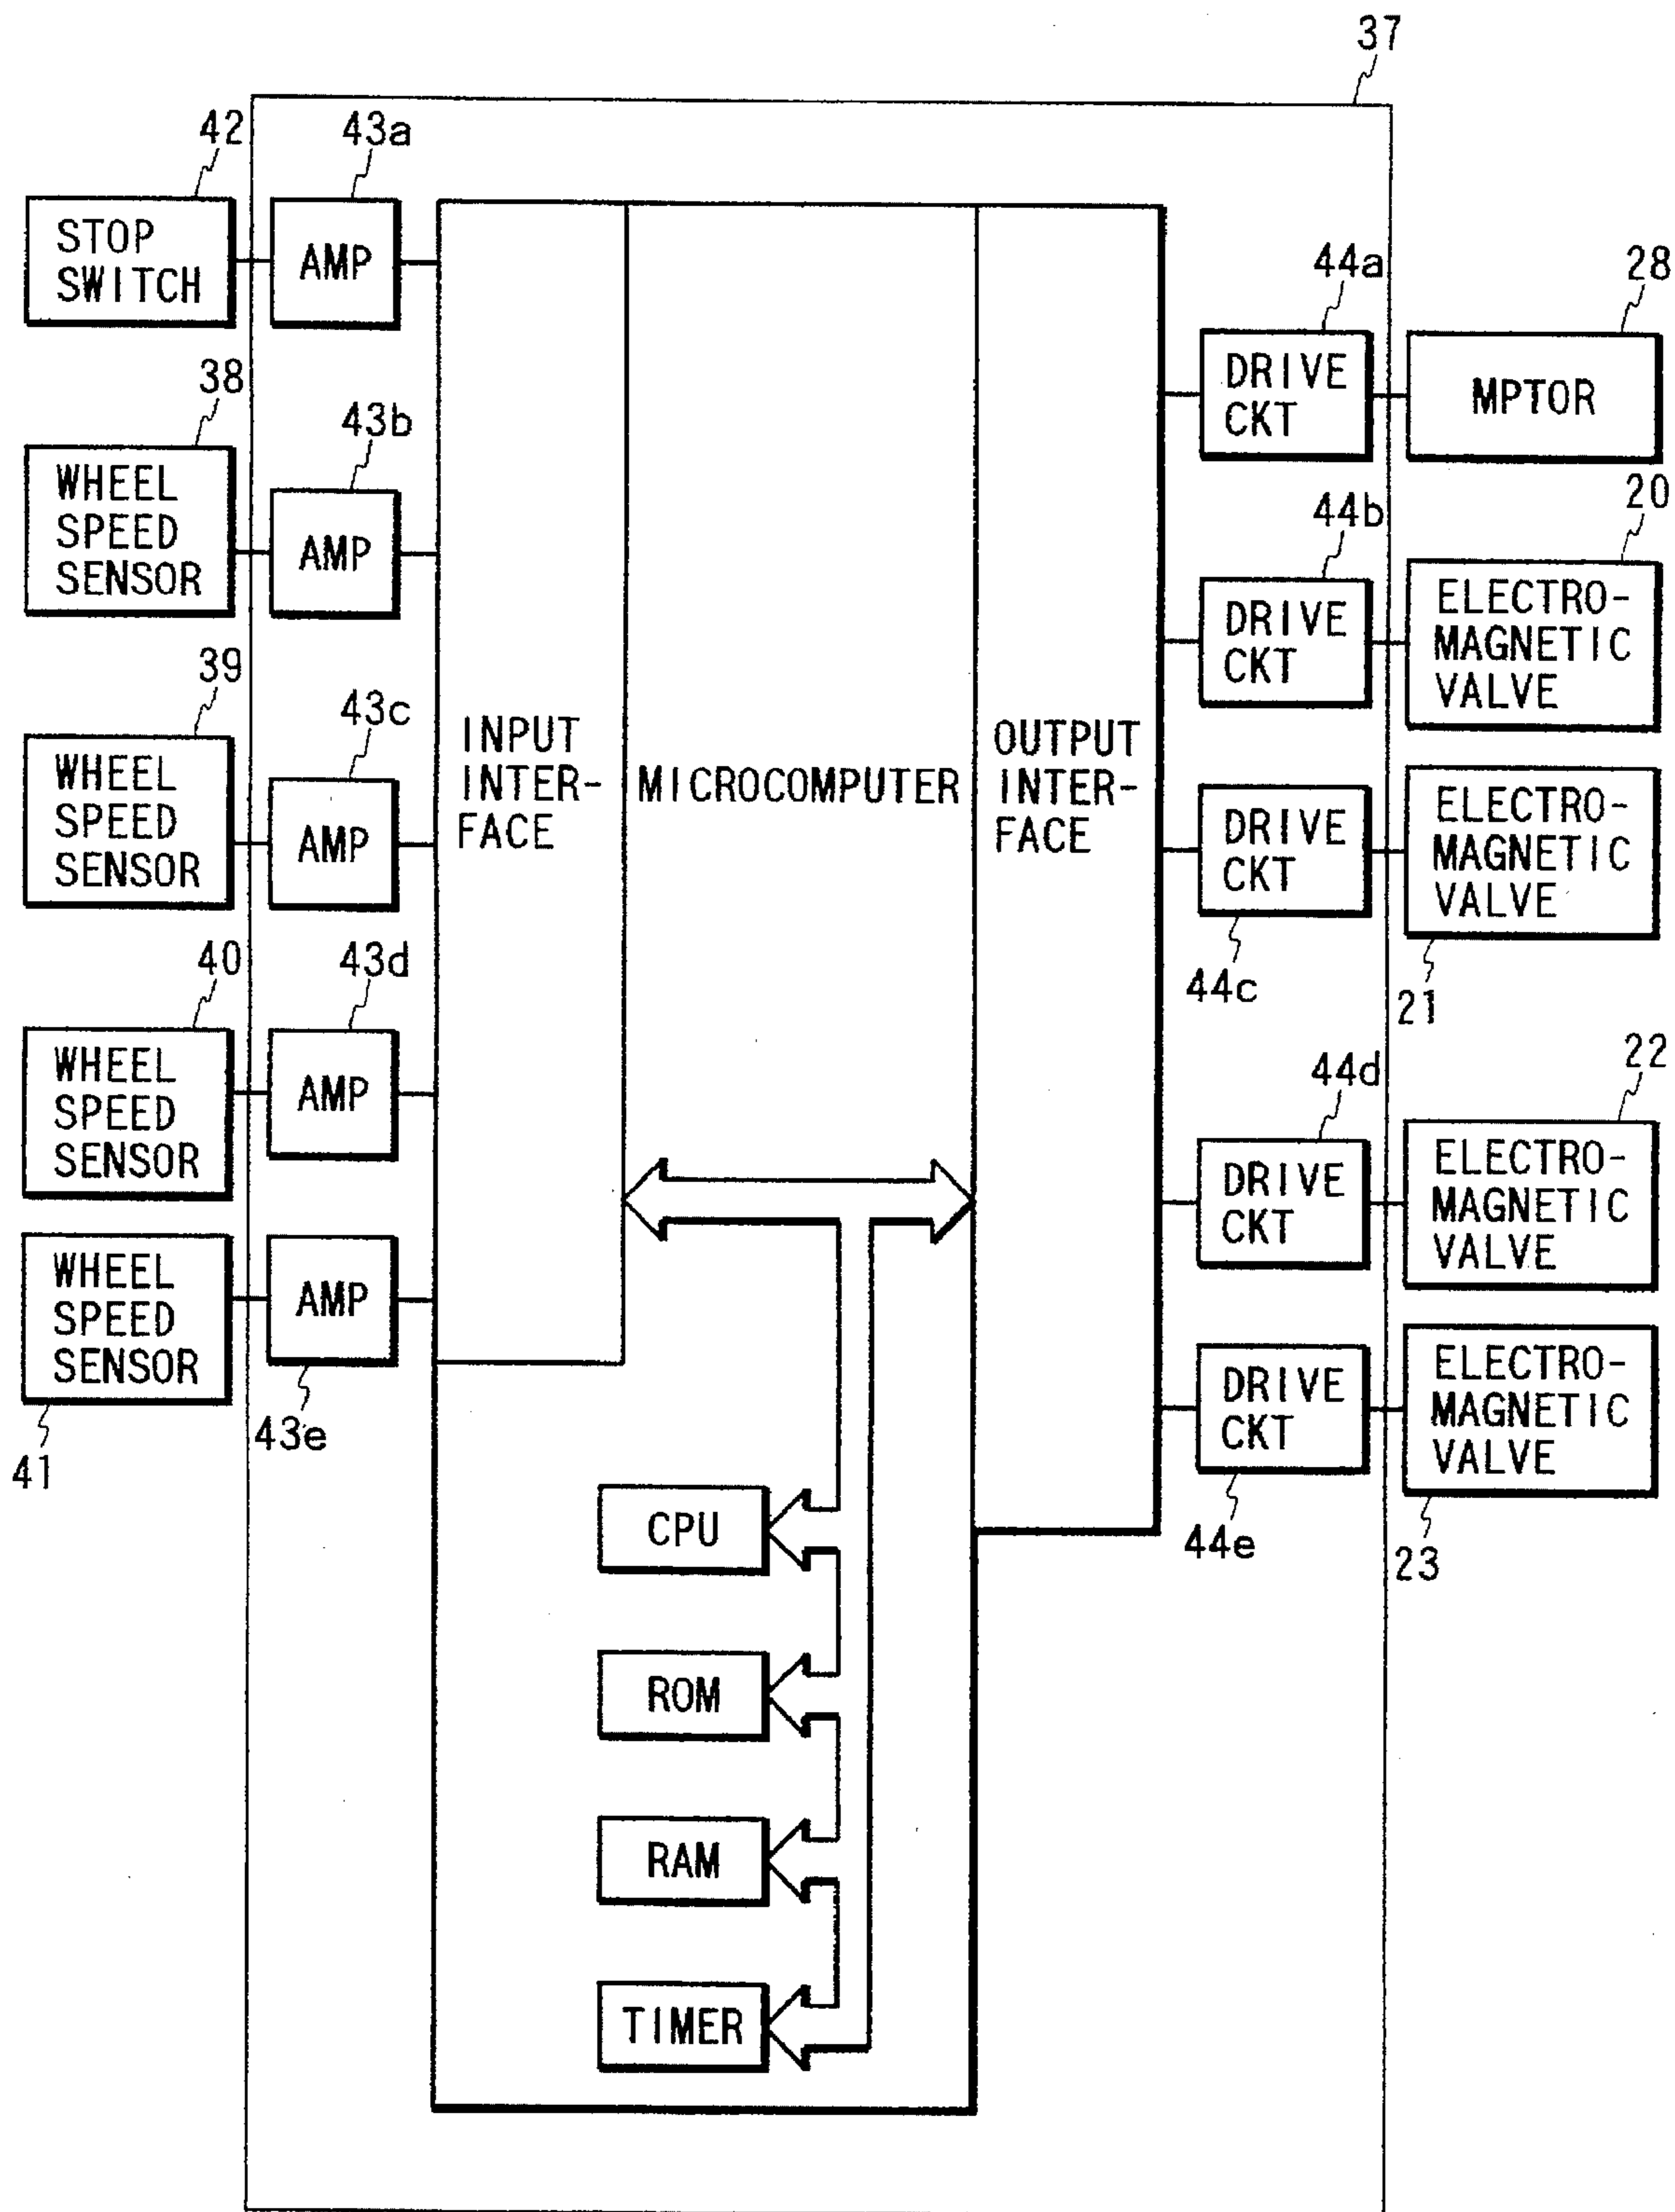 37
42
43a
STOP
SWITCH
AMP
44a
28
DRIVE
CKT
MPTOR
38
43b
WHEEL
SPEED
SENSOR
AMP
44b
20
DRIVE
CKT
ELECTRO-
MAGNETIC
VALVE
39
43c
WHEEL
SPEED
SENSOR
AMP
INPUT
INTER-
FACE
MICROCOMPUTER
OUTPUT
INTER-
FACE
DRIVE
CKT
44c
ELECTRO-
MAGNETIC
VALVE
21
40
43d
WHEEL
SPEED
SENSOR
AMP
44d
22
DRIVE
CKT
ELECTRO-
MAGNETIC
VALVE
WHEEL
SPEED
SENSOR
41
AMP
43e
DRIVE
CKT
44e
ELECTRO-
MAGNETIC
VALVE
23
CPU
ROM
RAM
TIMER